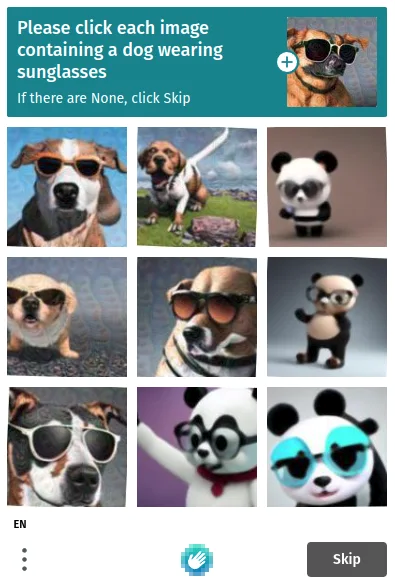 Please click each image
containing a dog wearing
sunglasses
If there are None, click Skip
EN
Skip